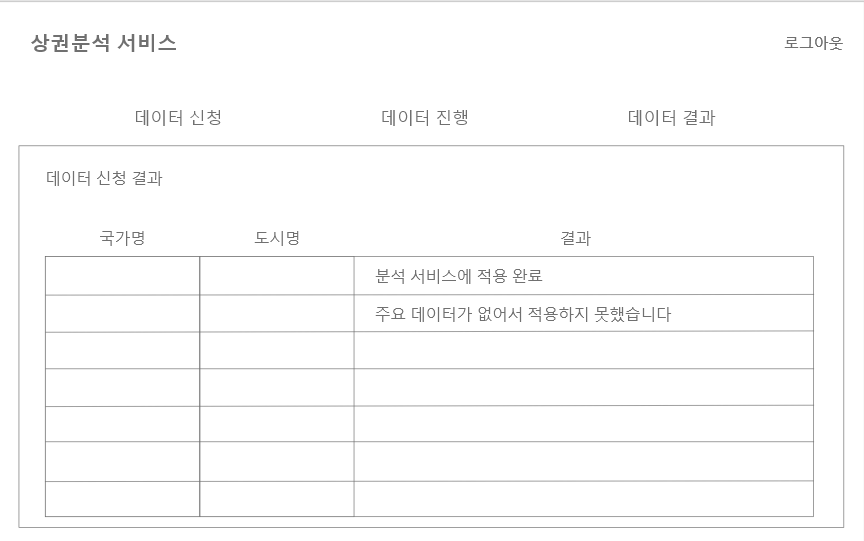 상권분석 서비스
로그아웃
데이터 신청
데이터 진행
데이터 결과
데이터 신청 결과
국가명
도시명
결과
분석 서비스에 적용 완료
주요 데이터가 없어서 적용하지 못했습니다